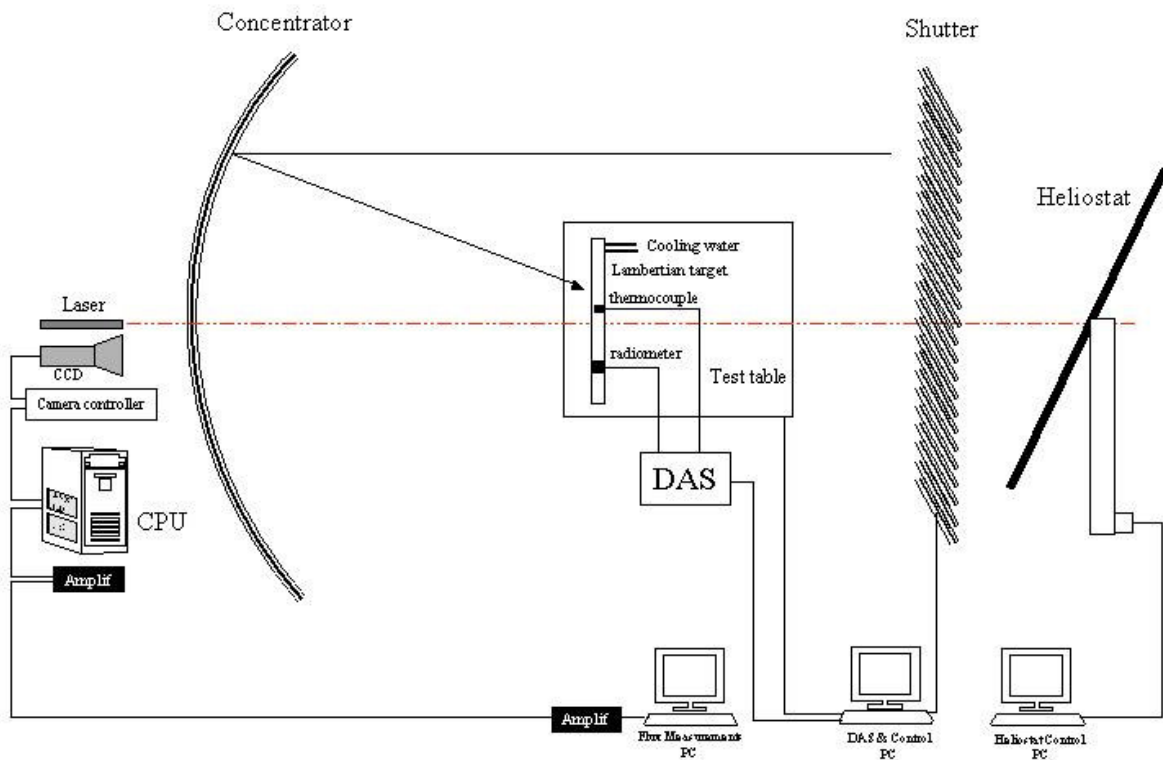 Concentrator
Shutter
Heliostat
Cooling water
Lambertian target
thermocouple
Laser
radiometer
CCD
Test table
Camera controller
DAS
CPU
Amplif
Amplif
Flux Measurements
PC
DAS & Control
PC
Heliostat Control
PC